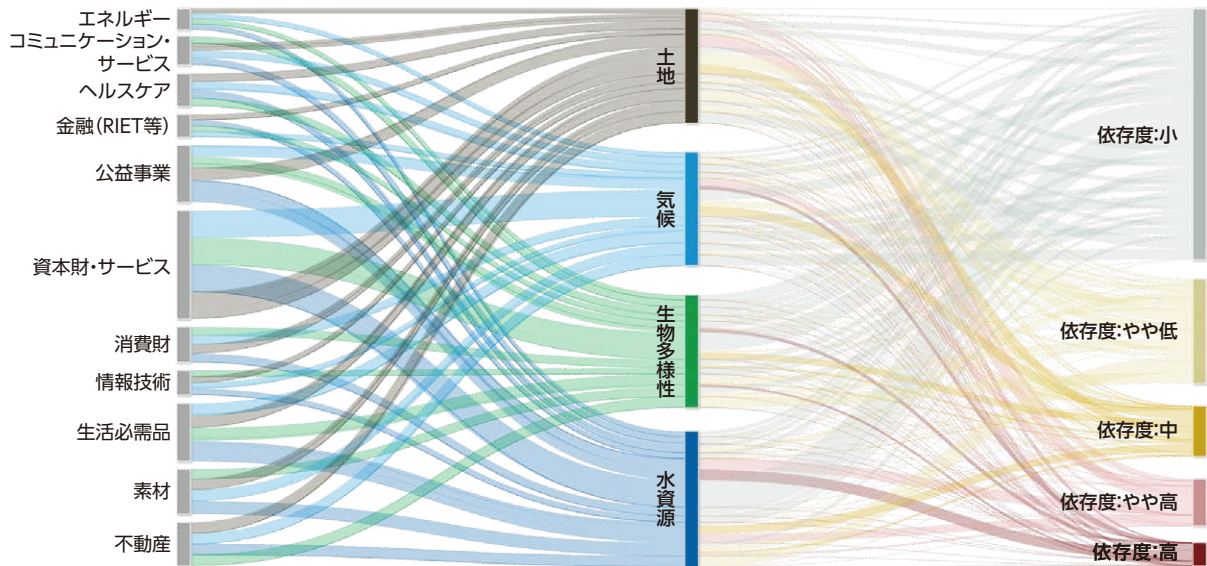 エネルギー
コミュニケーション・
サービス
ヘルスケア
金融(RIET等)
公益事業
資本財・サービス
消費財
情報技術
生活必需品
素材
不動産
土地
気候
生物多様性
水資源
依存度:小
依存度:やや低
依存度:中
依存度:やや高
依存度:高